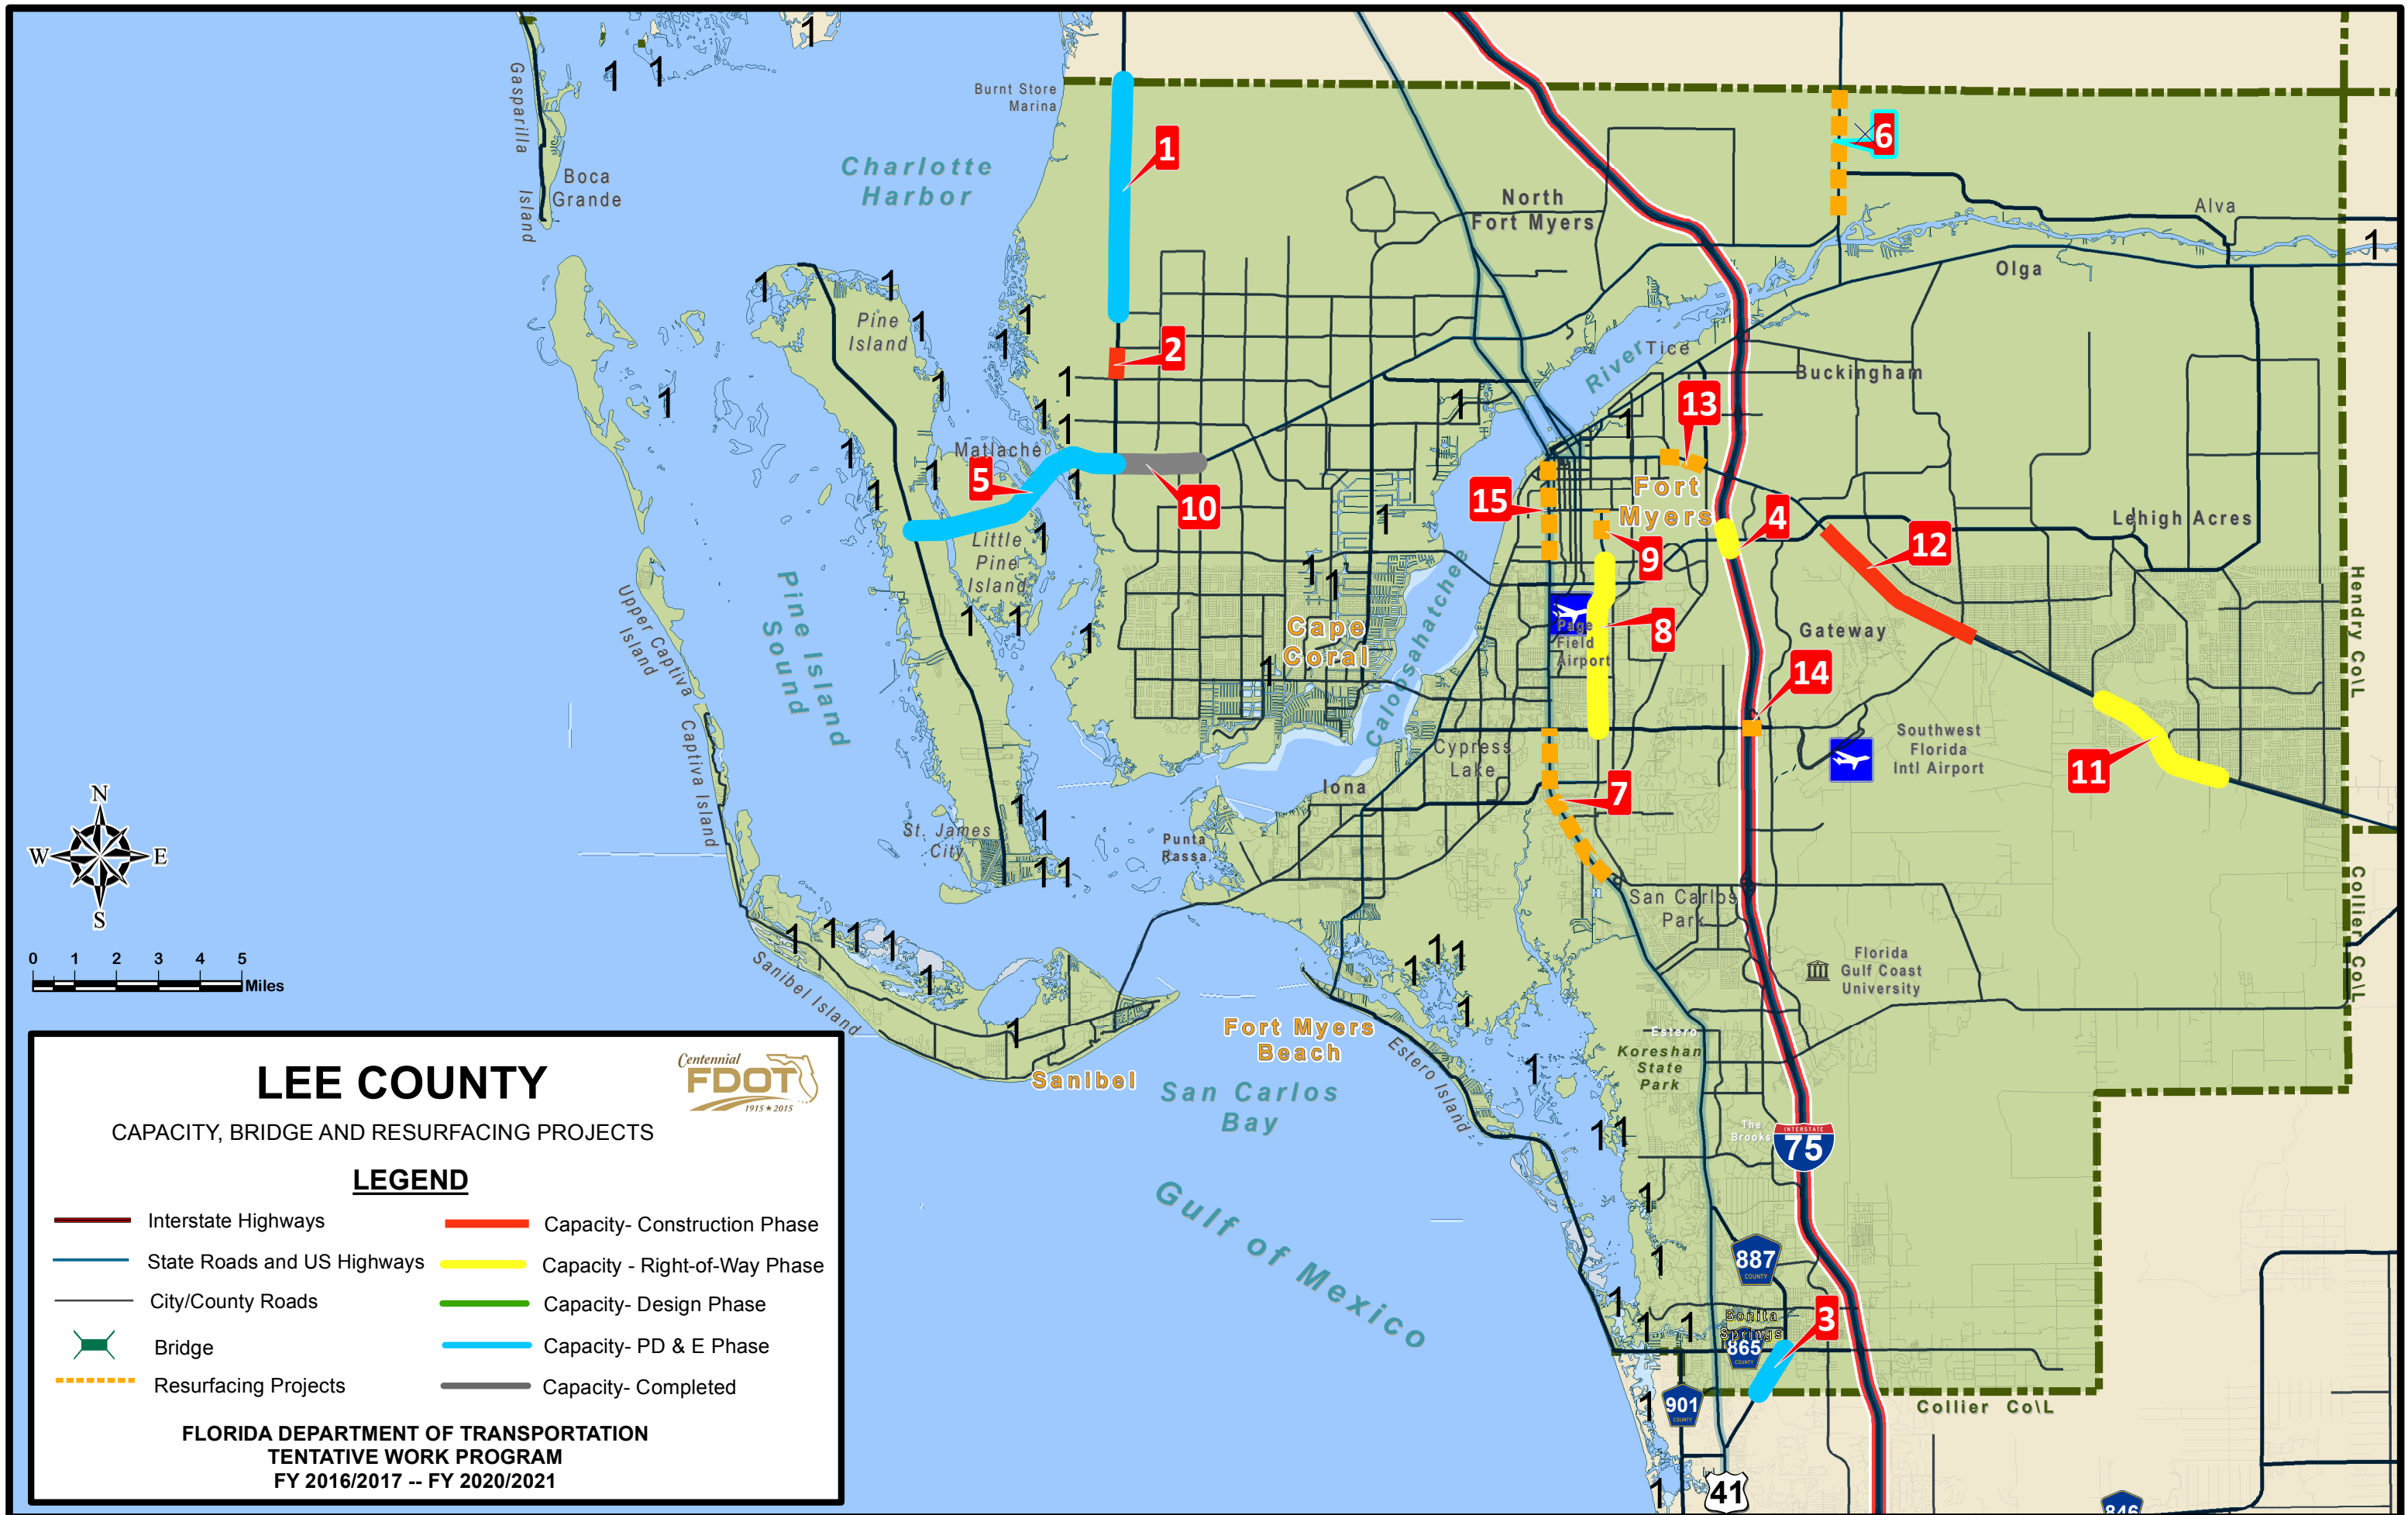 Gasparilla
Island
Boca
Grande
Burnt Store
Marina
Charlotte
Harbor
1
2
3
4
5
6
7
8
9
10
11
12
13
14
15
North
Fort Myers
Alva
Olga
River
Tice
Buckingham
Pine
Island
Matlache
Little
Pine
Island
Fort
Myers
Lehigh Acres
Hendry Co\L
Pine Island
Sound
Upper Captiva
Island
Captiva Island
Cape
Coral
Caloosahatchee
Page
Field
Airport
Gateway
Southwest
Florida
Intl Airport
Cypress
Lake
Iona
St. James
City
Punta
Rassa
San Carlos
Park
Florida
Gulf Coast
University
Collier Co\L
Sanibel Island
Sanibel
Fort Myers
Beach
Estero Island
San Carlos
Bay
Estero
Koreshan
State
Park
The
Brooks
INTERSTATE
75
Gulf of Mexico
887
COUNTY
Bonita
Springs
865
COUNTY
901
COUNTY
Collier Co\L
41
846
N
W
E
S
0 1 2 3 4 5
Miles
LEE COUNTY
Centennial
FDOT
1915 ★ 2015
CAPACITY, BRIDGE AND RESURFACING PROJECTS
LEGEND
Interstate Highways
State Roads and US Highways
City/County Roads
Bridge
Resurfacing Projects
Capacity- Construction Phase
Capacity - Right-of-Way Phase
Capacity- Design Phase
Capacity- PD & E Phase
Capacity- Completed
FLORIDA DEPARTMENT OF TRANSPORTATION
TENTATIVE WORK PROGRAM
FY 2016/2017 -- FY 2020/2021